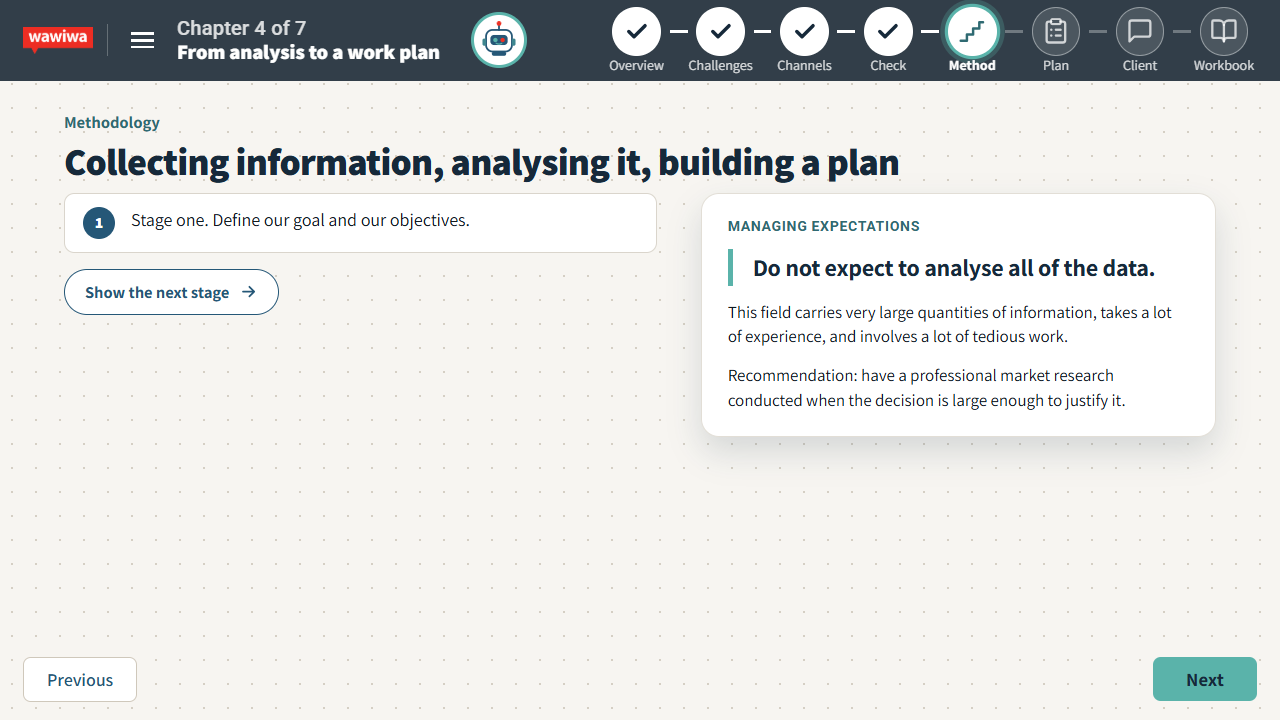 wawiwa
Chapter 4 of 7
From analysis to a work plan
Overview
Challenges
Channels
Check
Method
Plan
Client
Workbook
Methodology
Collecting information, analysing it, building a plan
1
Stage one. Define our goal and our objectives.
Show the next stage
MANAGING EXPECTATIONS
Do not expect to analyse all of the data.
This field carries very large quantities of information, takes a lot
of experience, and involves a lot of tedious work.
Recommendation: have a professional market research
conducted when the decision is large enough to justify it.
Previous
Next